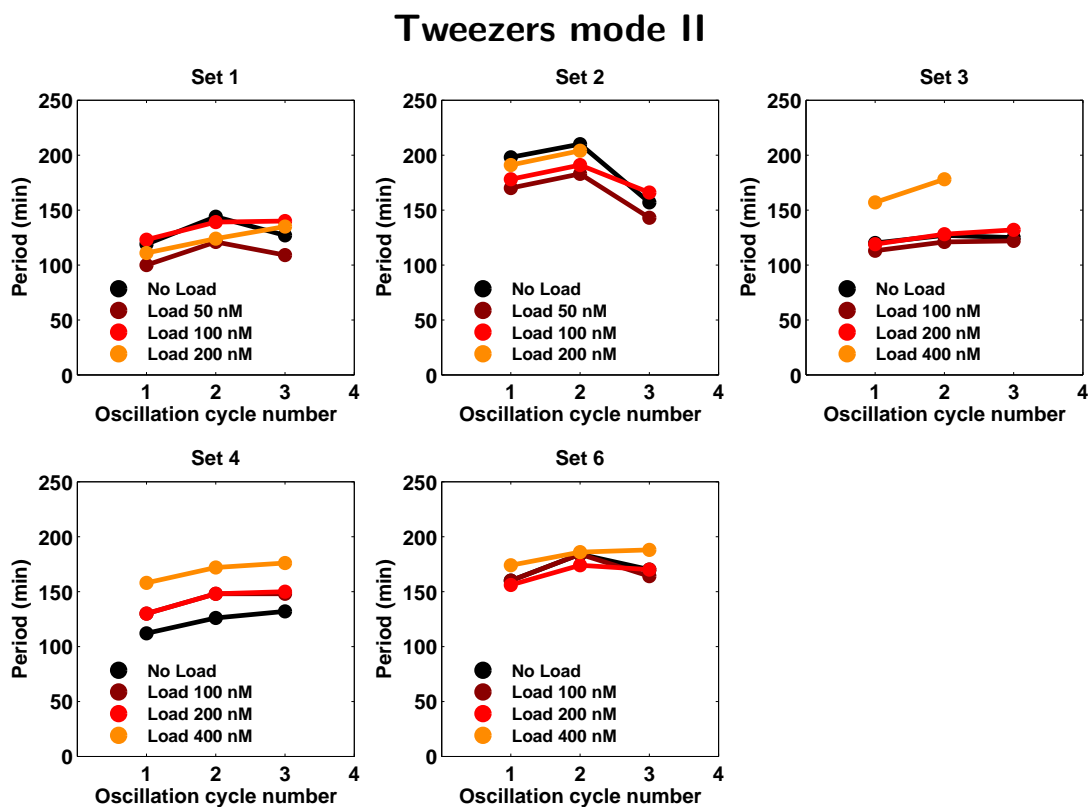 Tweezers mode II
Set 1
250
200
150
100
50
0
Period (min)
No Load
Load 50 nM
Load 100 nM
Load 200 nM
1 2 3 4
Oscillation cycle number
Set 2
250
200
150
100
50
0
Period (min)
No Load
Load 50 nM
Load 100 nM
Load 200 nM
1 2 3 4
Oscillation cycle number
Set 3
250
200
150
100
50
0
Period (min)
No Load
Load 100 nM
Load 200 nM
Load 400 nM
1 2 3 4
Oscillation cycle number
Set 4
250
200
150
100
50
0
Period (min)
No Load
Load 100 nM
Load 200 nM
Load 400 nM
1 2 3 4
Oscillation cycle number
Set 6
250
200
150
100
50
0
Period (min)
No Load
Load 100 nM
Load 200 nM
Load 400 nM
1 2 3 4
Oscillation cycle number